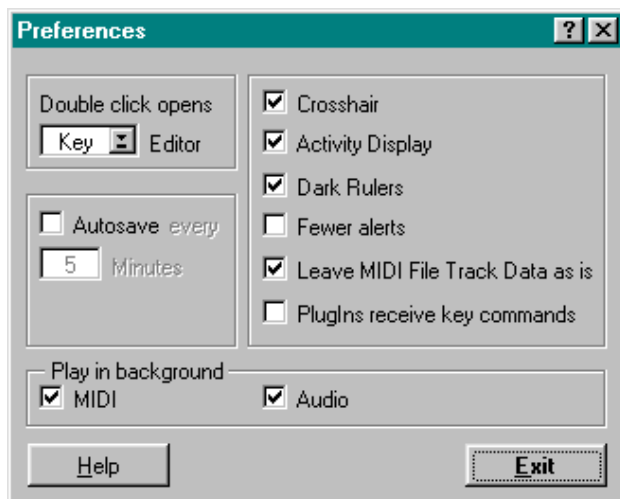 Preferences
Double click opens
Key Editor
Autosave every
5 Minutes
Crosshair
Activity Display
Dark Rulers
Fewer alerts
Leave MIDI File Track Data as is
PlugIns receive key commands
Play in background
MIDI
Audio
Help
Exit